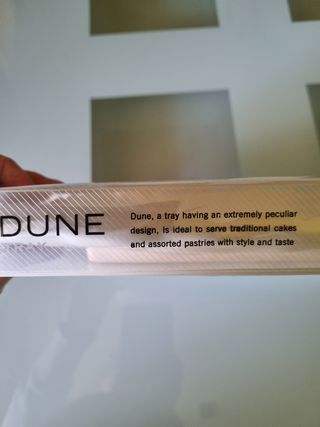 DUNE
Dune, a tray having an extremely peculiar
design, is ideal to serve traditional cakes
and assorted pastries with style and taste